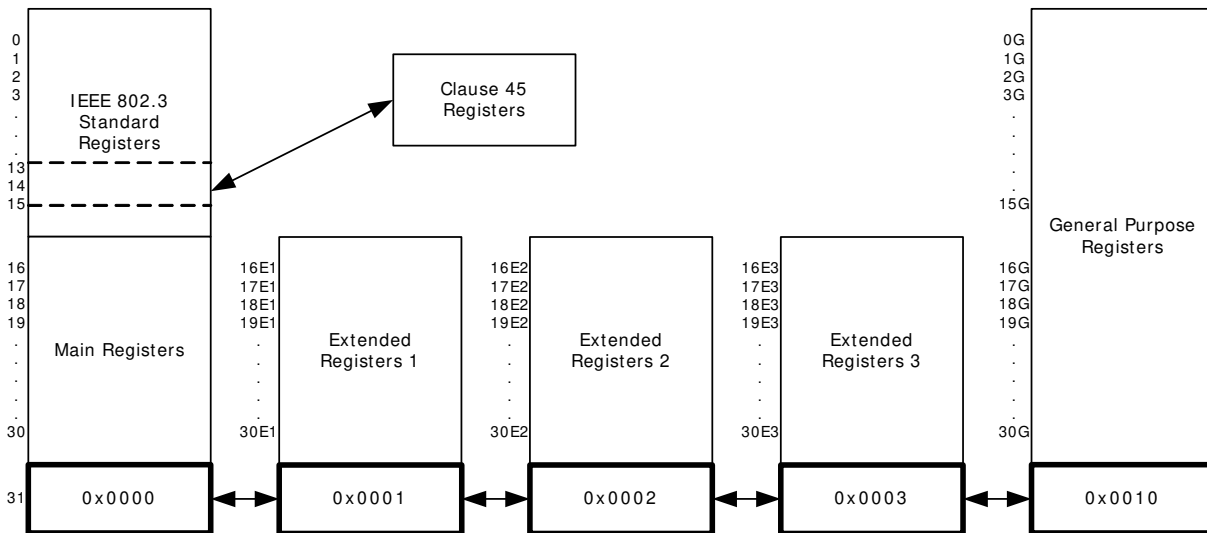 0
1
2
3
.
.
.
13
14
15
IEEE 802.3
Standard
Registers
Clause 45
Registers
16
17
18
19
.
.
.
.
.
30
Main Registers
16E1
17E1
18E1
19E1
.
.
.
.
.
30E1
Extended
Registers 1
16E2
17E2
18E2
19E2
.
.
.
.
.
30E2
Extended
Registers 2
16E3
17E3
18E3
19E3
.
.
.
.
.
30E3
Extended
Registers 3
0G
1G
2G
3G
.
.
.
.
.
15G
General Purpose
Registers
16G
17G
18G
19G
.
.
.
.
.
30G
31
0x0000
0x0001
0x0002
0x0003
0x0010